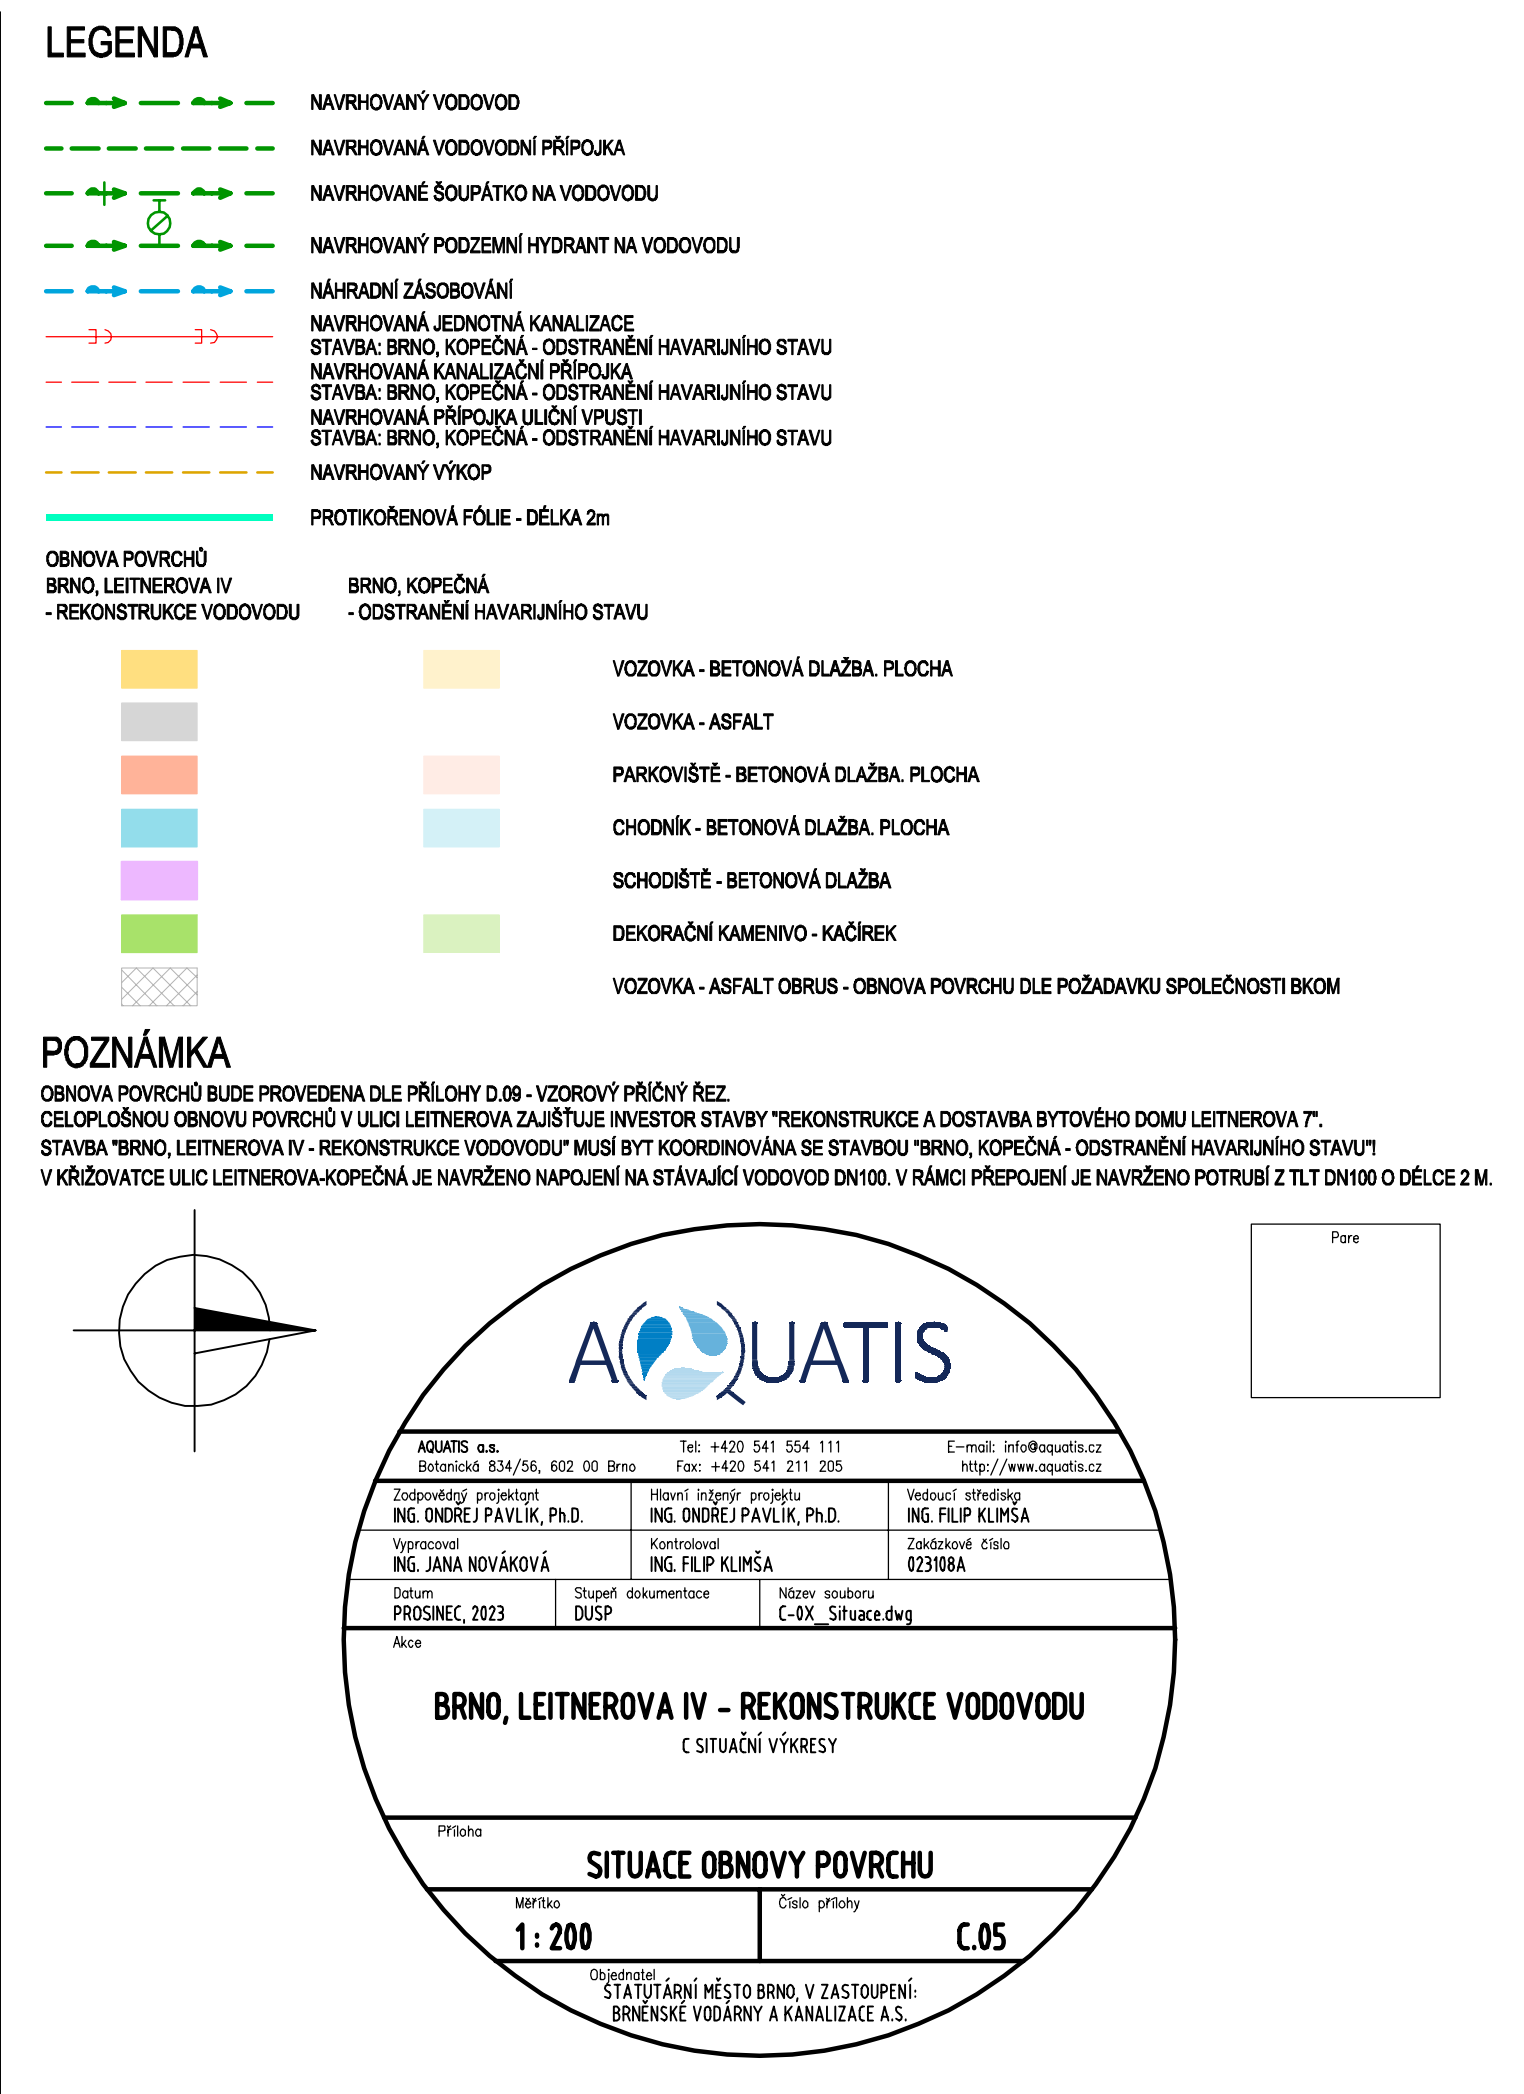 LEGENDA
NAVRHOVANÝ VODOVOD
NAVRHOVANÁ VODOVODNÍ PŘÍPOJKA
NAVRHOVANÉ ŠOUPÁTKO NA VODOVODU
NAVRHOVANÝ PODZEMNÍ HYDRANT NA VODOVODU
NÁHRADNÍ ZÁSOBOVÁNÍ
NAVRHOVANÁ JEDNOTNÁ KANALIZACE
STAVBA: BRNO, KOPEČNÁ - ODSTRANĚNÍ HAVARIJNÍHO STAVU
NAVRHOVANÁ KANALIZAČNÍ PŘÍPOJKA
STAVBA: BRNO, KOPEČNÁ - ODSTRANĚNÍ HAVARIJNÍHO STAVU
NAVRHOVANÁ PŘÍPOJKA ULIČNÍ VPUSTI
STAVBA: BRNO, KOPEČNÁ - ODSTRANĚNÍ HAVARIJNÍHO STAVU
NAVRHOVANÝ VÝKOP
PROTIKOŘENOVÁ FÓLIE - DÉLKA 2m
OBNOVA POVRCHŮ
BRNO, LEITNEROVA IV
- REKONSTRUKCE VODOVODU
BRNO, KOPEČNÁ
- ODSTRANĚNÍ HAVARIJNÍHO STAVU
VOZOVKA - BETONOVÁ DLAŽBA. PLOCHA
VOZOVKA - ASFALT
PARKOVIŠTĚ - BETONOVÁ DLAŽBA. PLOCHA
CHODNÍK - BETONOVÁ DLAŽBA. PLOCHA
SCHODIŠTĚ - BETONOVÁ DLAŽBA
DEKORAČNÍ KAMENIVO - KAČÍREK
VOZOVKA - ASFALT OBRUS - OBNOVA POVRCHU DLE POŽADAVKU SPOLEČNOSTI BKOM
POZNÁMKA
OBNOVA POVRCHŮ BUDE PROVEDENA DLE PŘÍLOHY D.09 - VZOROVÝ PŘÍČNÝ ŘEZ.
CELOPLOŠNOU OBNOVU POVRCHŮ V ULICI LEITNEROVA ZAJIŠŤUJE INVESTOR STAVBY "REKONSTRUKCE A DOSTAVBA BYTOVÉHO DOMU LEITNEROVA 7".
STAVBA "BRNO, LEITNEROVA IV - REKONSTRUKCE VODOVODU" MUSÍ BYT KOORDINOVÁNA SE STAVBOU "BRNO, KOPEČNÁ - ODSTRANĚNÍ HAVARIJNÍHO STAVU"!
V KŘIŽOVATCE ULIC LEITNEROVA-KOPEČNÁ JE NAVRŽENO NAPOJENÍ NA STÁVAJÍCÍ VODOVOD DN100. V RÁMCI PŘEPOJENÍ JE NAVRŽENO POTRUBÍ Z TLT DN100 O DÉLCE 2 M.
Pare
AQUATIS
AQUATIS a.s.
Botanická 834/56, 602 00 Brno
Tel: +420 541 554 111
Fax: +420 541 211 205
E-mail: info@aquatis.cz
http://www.aquatis.cz
Zodpovědný projektant
ING. ONDŘEJ PAVLÍK, Ph.D.
Hlavní inženýr projektu
ING. ONDŘEJ PAVLÍK, Ph.D.
Vedoucí střediska
ING. FILIP KLIMŠA
Vypracoval
ING. JANA NOVÁKOVÁ
Kontroloval
ING. FILIP KLIMŠA
Zakázkové číslo
023108A
Datum
PROSINEC, 2023
Stupeň dokumentace
DUSP
Název souboru
C-0X_Situace.dwg
Akce
BRNO, LEITNEROVA IV - REKONSTRUKCE VODOVODU
C SITUAČNÍ VÝKRESY
Příloha
SITUACE OBNOVY POVRCHU
Měřítko
1 : 200
Číslo přílohy
C.05
Objednatel
STATUTÁRNÍ MĚSTO BRNO, V ZASTOUPENÍ:
BRNĚNSKÉ VODÁRNY A KANALIZACE A.S.